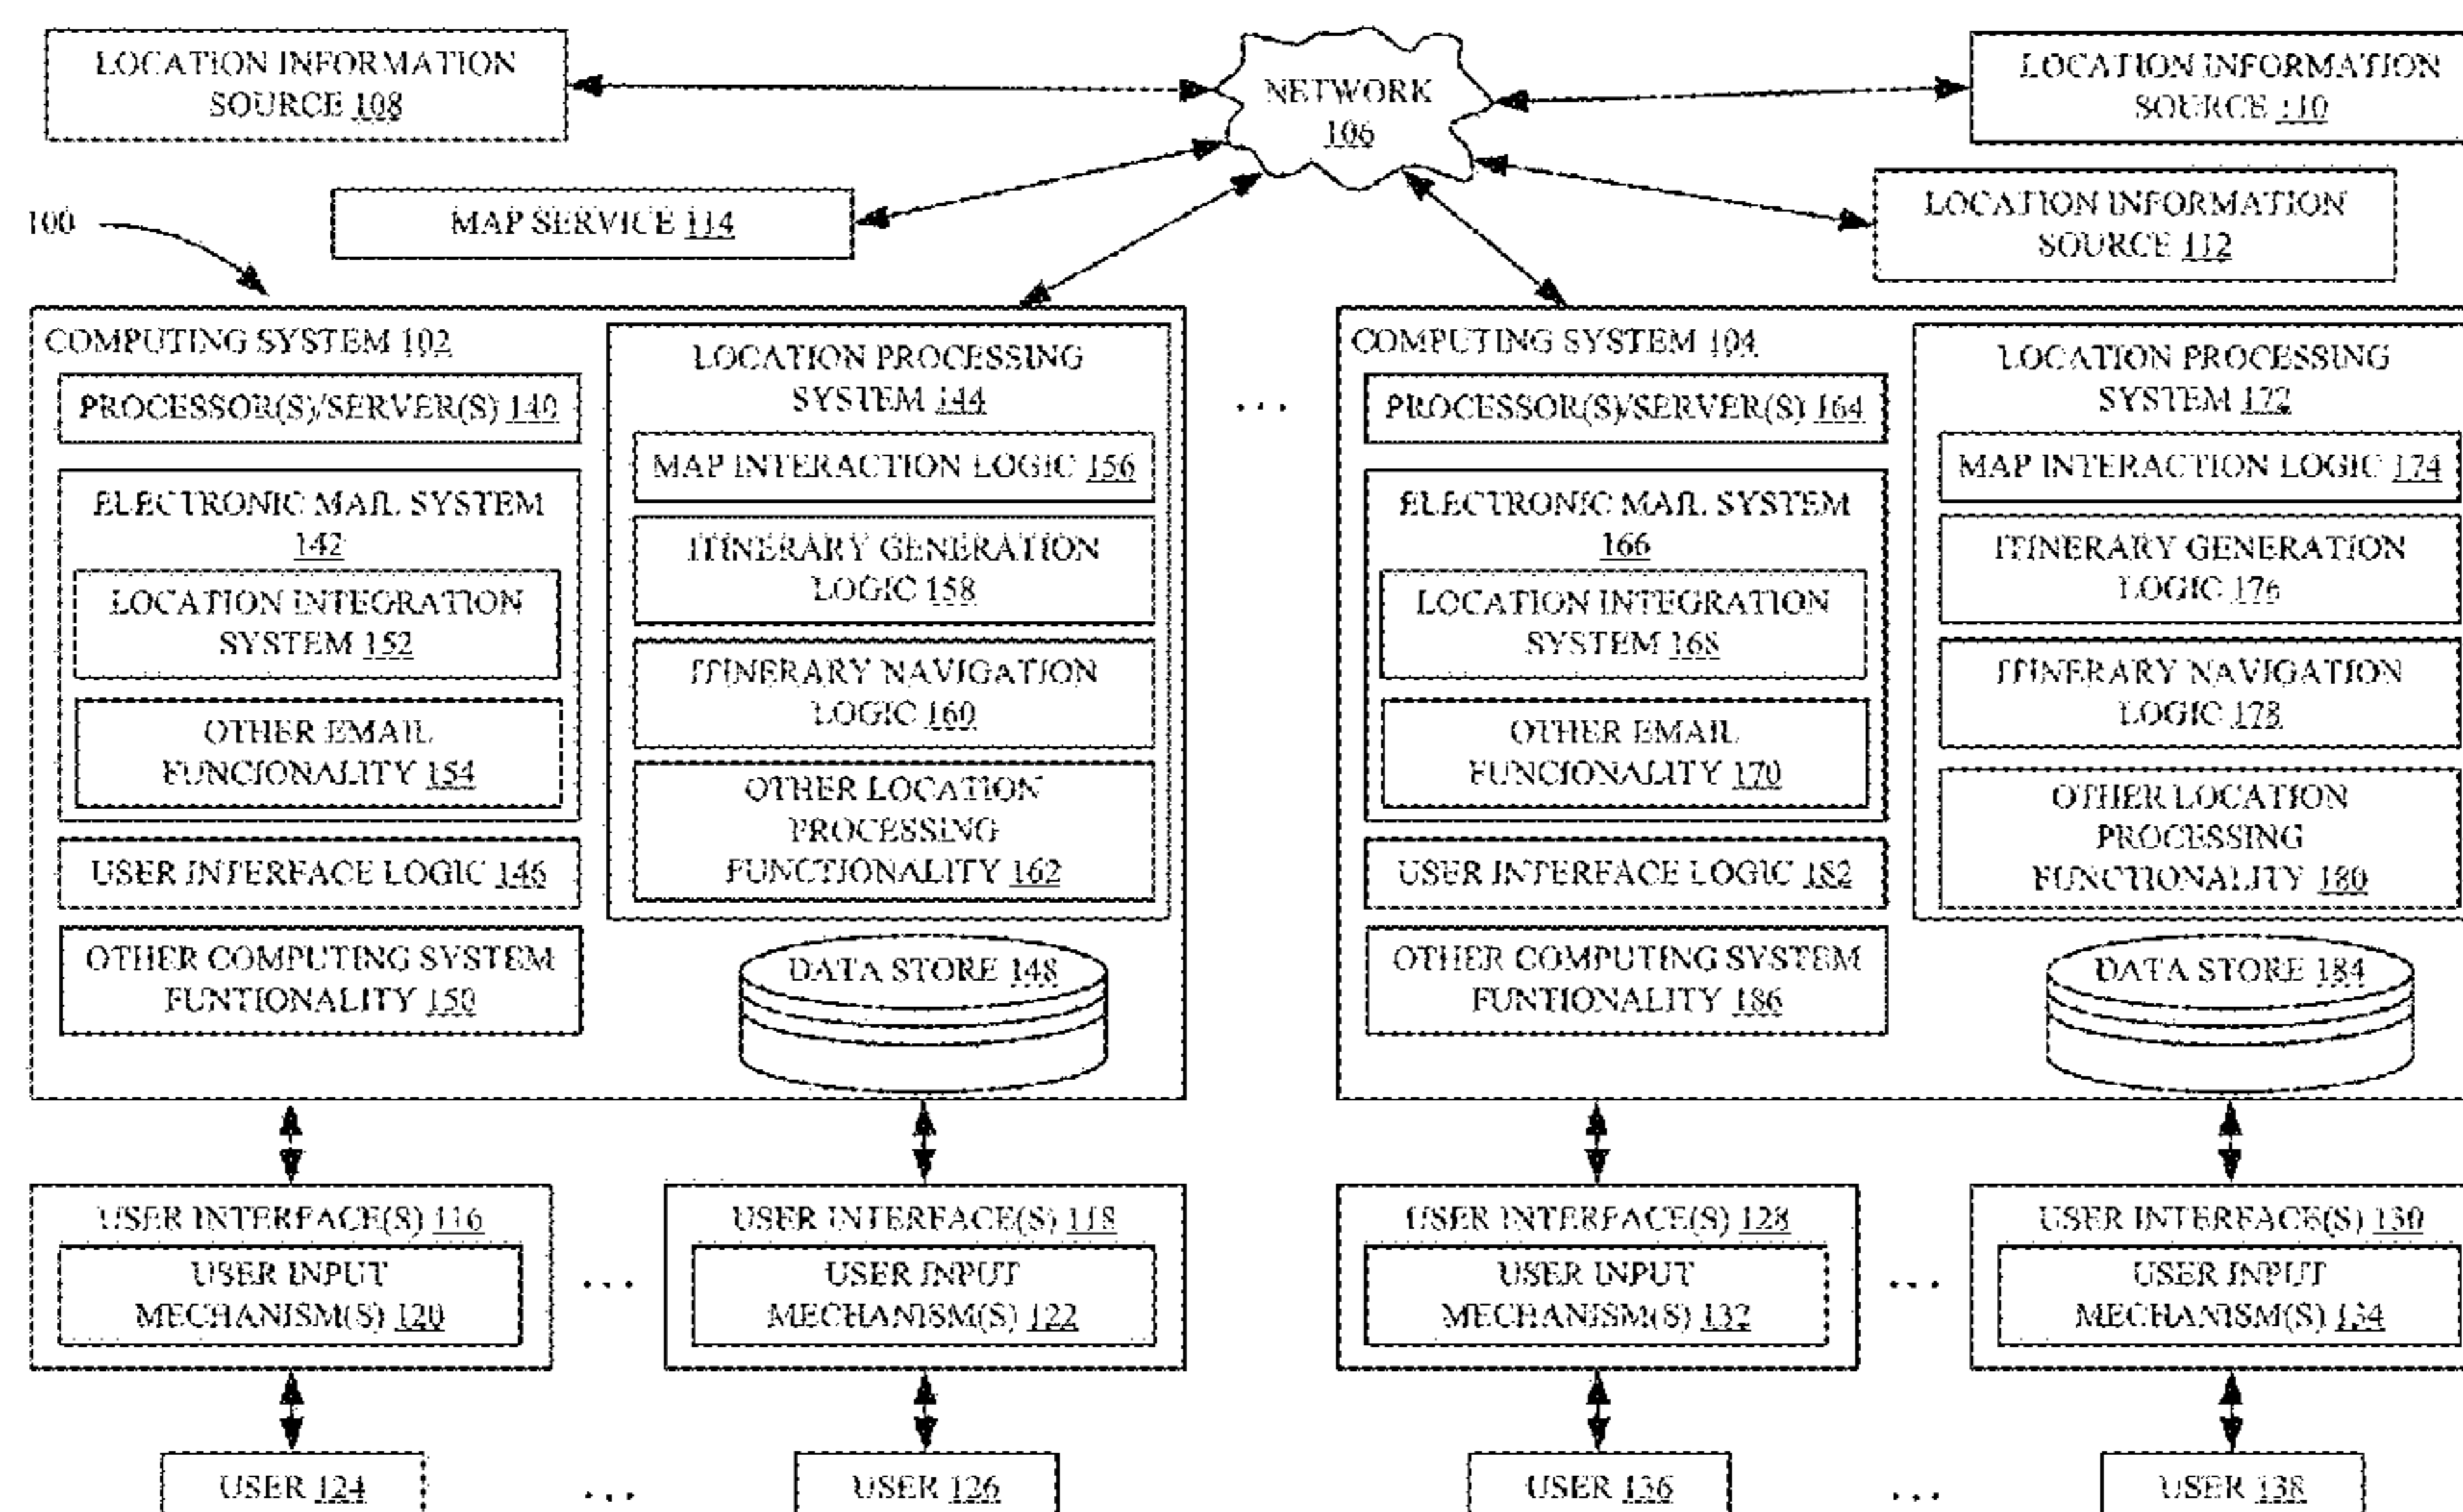 LOCATION INFORMATION
SOURCE 108
NETWORK
106
LOCATION INFORMATION
SOURCE 110
MAP SERVICE 114
LOCATION INFORMATION
SOURCE 112
100
COMPUTING SYSTEM 102
PROCESSOR(S)/SERVER(S) 140
ELECTRONIC MAIL SYSTEM
142
LOCATION INTEGRATION
SYSTEM 152
OTHER EMAIL
FUNCIONALITY 154
USER INTERFACE LOGIC 146
OTHER COMPUTING SYSTEM
FUNTIONALITY 150
LOCATION PROCESSING
SYSTEM 144
MAP INTERACTION LOGIC 156
ITINERARY GENERATION
LOGIC 158
ITINERARY NAVIGATION
LOGIC 160
OTHER LOCATION
PROCESSING
FUNCTIONALITY 162
DATA STORE 148
...
COMPUTING SYSTEM 104
PROCESSOR(S)/SERVER(S) 164
ELECTRONIC MAIL SYSTEM
166
LOCATION INTEGRATION
SYSTEM 168
OTHER EMAIL
FUNCIONALITY 170
USER INTERFACE LOGIC 182
OTHER COMPUTING SYSTEM
FUNTIONALITY 186
LOCATION PROCESSING
SYSTEM 172
MAP INTERACTION LOGIC 174
ITINERARY GENERATION
LOGIC 176
ITINERARY NAVIGATION
LOGIC 178
OTHER LOCATION
PROCESSING
FUNCTIONALITY 180
DATA STORE 184
USER INTERFACE(S) 116
USER INPUT
MECHANISM(S) 120
...
USER INTERFACE(S) 118
USER INPUT
MECHANISM(S) 122
USER INTERFACE(S) 128
USER INPUT
MECHANISM(S) 132
...
USER INTERFACE(S) 130
USER INPUT
MECHANISM(S) 134
USER 124
...
USER 126
USER 136
...
USER 138